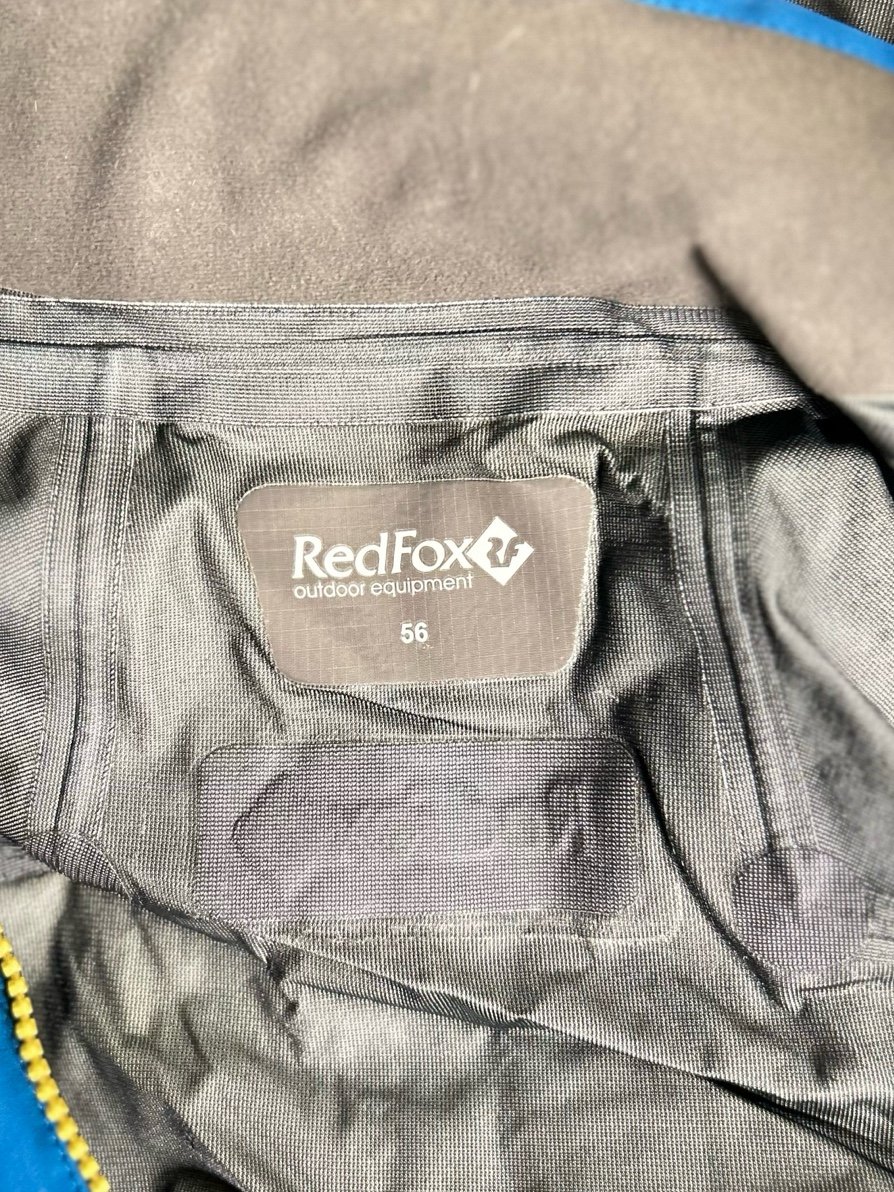 RedFox
outdoor equipment
56